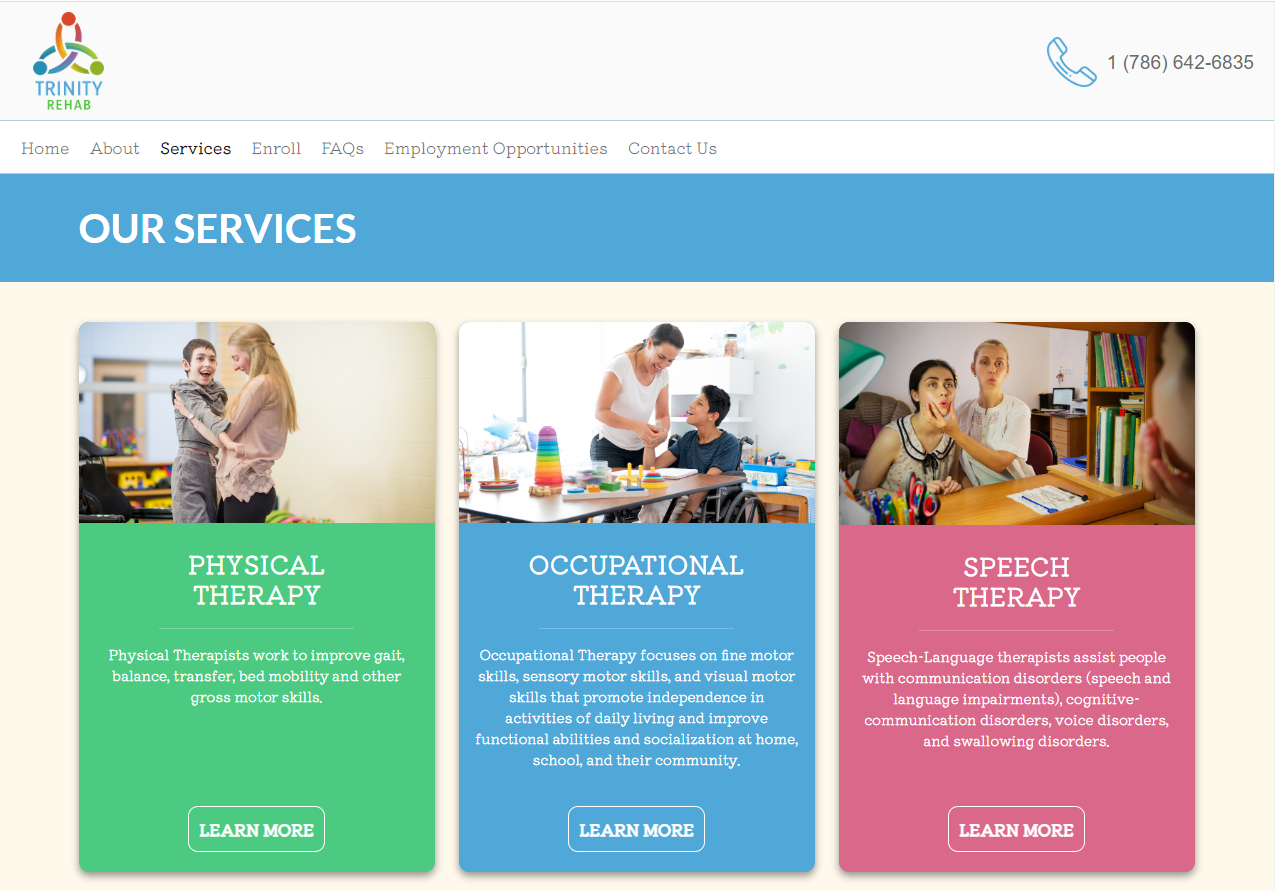 TRINITY
REHAB
1 (786) 642-6835
Home About Services Enroll FAQs Employment Opportunities Contact Us
OUR SERVICES
PHYSICAL
THERAPY
Physical Therapists work to improve gait,
balance, transfer, bed mobility and other
gross motor skills.
LEARN MORE
OCCUPATIONAL
THERAPY
Occupational Therapy focuses on fine motor
skills, sensory motor skills, and visual motor
skills that promote independence in
activities of daily living and improve
functional abilities and socialization at home,
school, and their community.
LEARN MORE
SPEECH
THERAPY
Speech-Language therapists assist people
with communication disorders (speech and
language impairments), cognitive-
communication disorders, voice disorders,
and swallowing disorders.
LEARN MORE